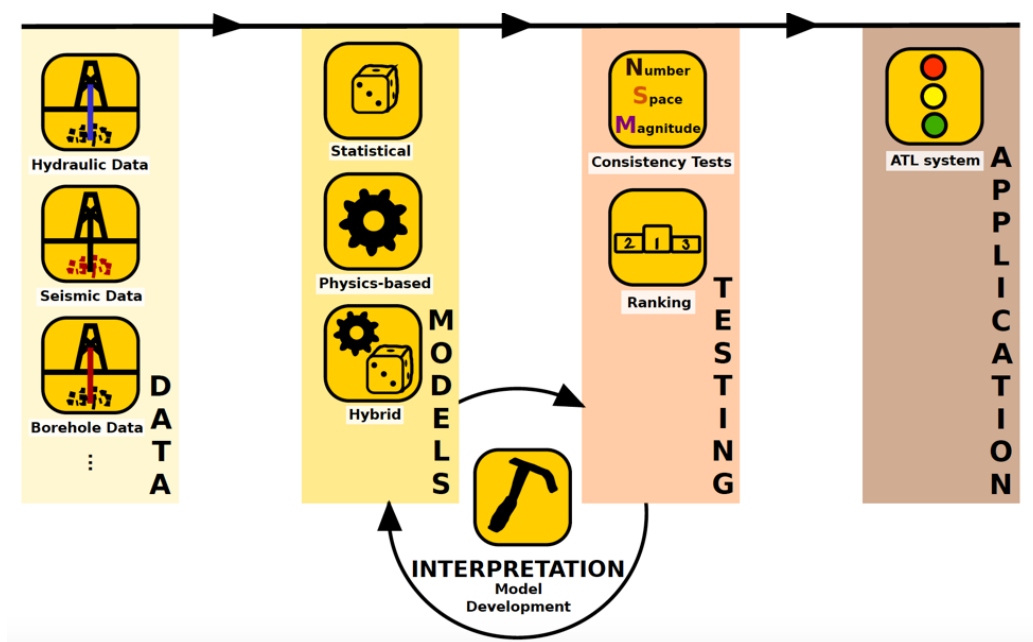 Hydraulic Data
Seismic Data
Borehole Data
...
DATA
Statistical
Physics-based
Hybrid
MODELS
Number
Space
Magnitude
Consistency Tests
2 1 3
Ranking
TESTING
ATL system
APPLICATION
INTERPRETATION
Model
Development